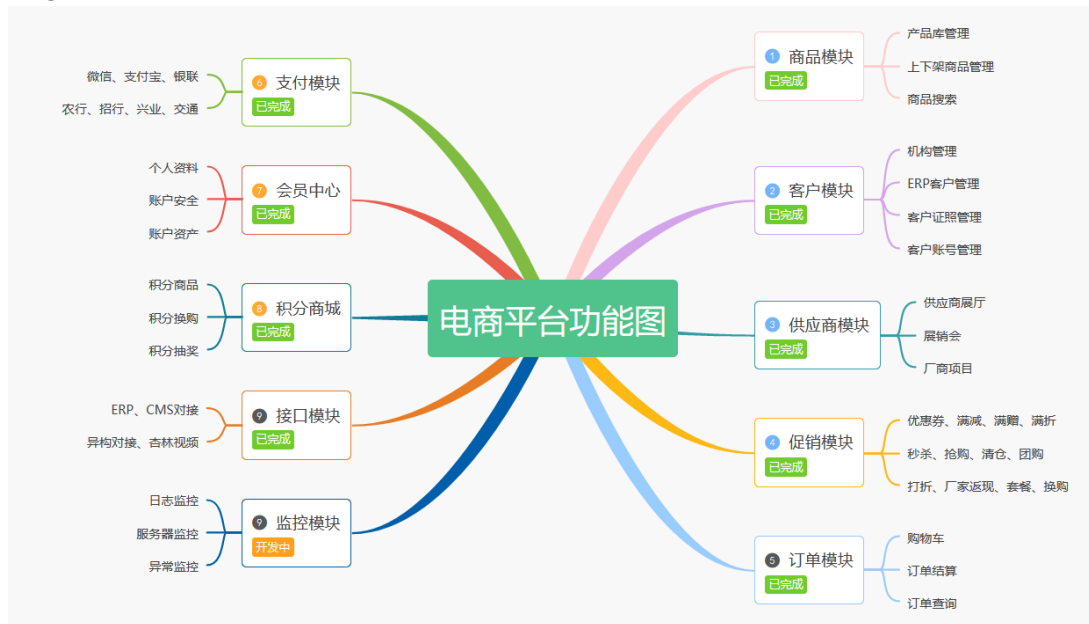 电商平台功能图
1 商品模块
已完成
产品库管理
上下架商品管理
商品搜索
2 客户模块
已完成
机构管理
ERP客户管理
客户证照管理
客户账号管理
3 供应商模块
已完成
供应商展厅
展销会
厂商项目
4 促销模块
已完成
优惠券、满减、满赠、满折
秒杀、抢购、清仓、团购
打折、厂家返现、套餐、换购
5 订单模块
已完成
购物车
订单结算
订单查询
6 支付模块
已完成
微信、支付宝、银联
农行、招行、兴业、交通
7 会员中心
已完成
个人资料
账户安全
账户资产
8 积分商城
已完成
积分商品
积分换购
积分抽奖
9 接口模块
已完成
ERP、CMS对接
异构对接、杏林视频
9 监控模块
开发中
日志监控
服务器监控
异常监控